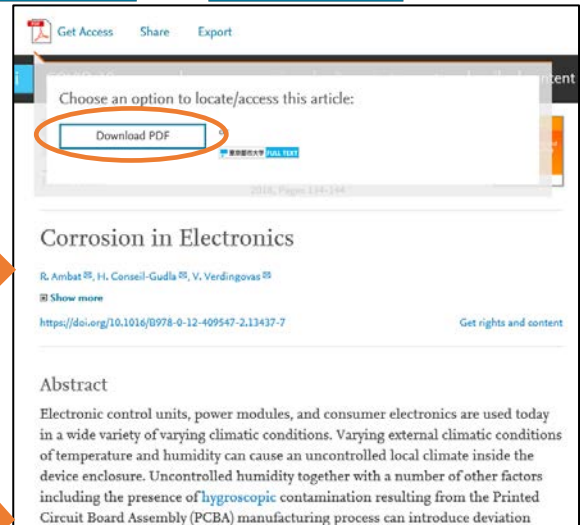 Get Access Share Export
Choose an option to locate/access this article:
Download PDF
FULL TEXT
2018, Pages 134-144
Corrosion in Electronics
R. Ambat ✉, H. Conseil-Gudla ✉, V. Verdingovas ✉
⊞ Show more
https://doi.org/10.1016/B978-0-12-409547-2.13437-7 Get rights and content
Abstract
Electronic control units, power modules, and consumer electronics are used today
in a wide variety of varying climatic conditions. Varying external climatic conditions
of temperature and humidity can cause an uncontrolled local climate inside the
device enclosure. Uncontrolled humidity together with a number of other factors
including the presence of hygroscopic contamination resulting from the Printed
Circuit Board Assembly (PCBA) manufacturing process can introduce deviation